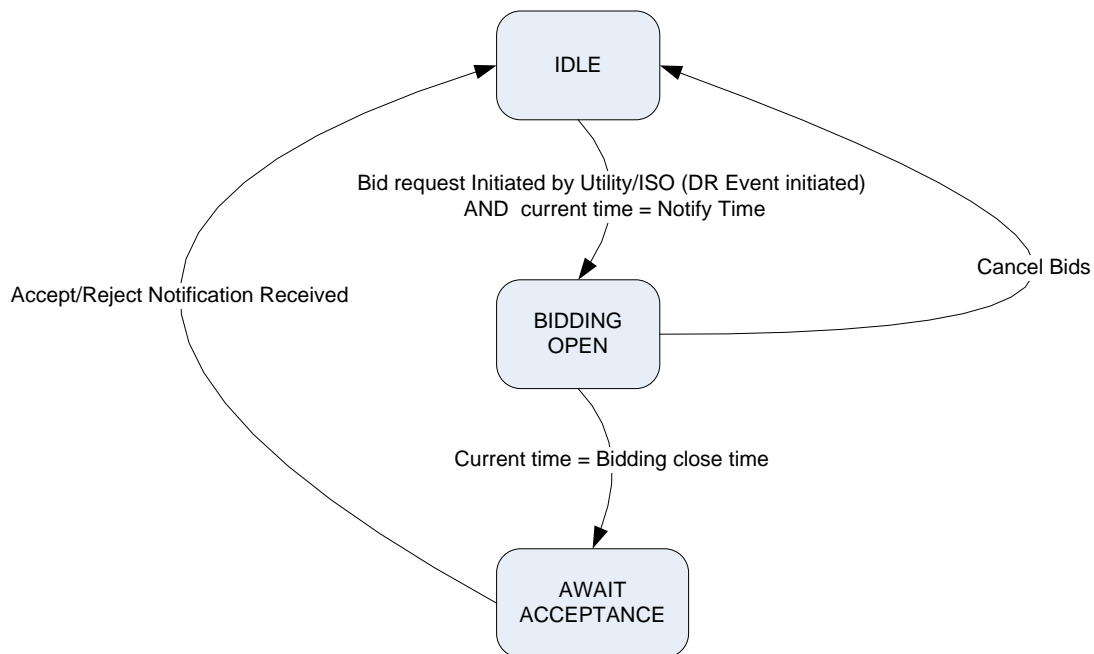 IDLE
Bid request Initiated by Utility/ISO (DR Event initiated)
AND current time = Notify Time
Cancel Bids
Accept/Reject Notification Received
BIDDING
OPEN
Current time = Bidding close time
AWAIT
ACCEPTANCE